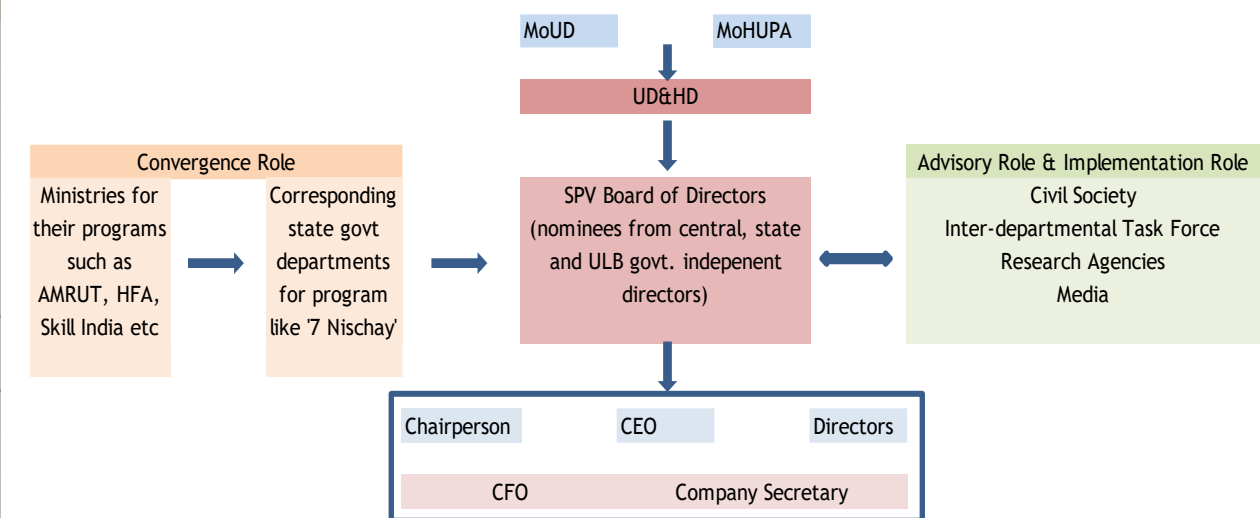 MoUD
MoHUPA
UD&HD
Convergence Role
Ministries for
their programs
such as
AMRUT, HFA,
Skill India etc
Corresponding
state govt
departments
for program
like '7 Nischay'
SPV Board of Directors
(nominees from central, state
and ULB govt. indepenent
directors)
Advisory Role & Implementation Role
Civil Society
Inter-departmental Task Force
Research Agencies
Media
Chairperson
CEO
Directors
CFO
Company Secretary